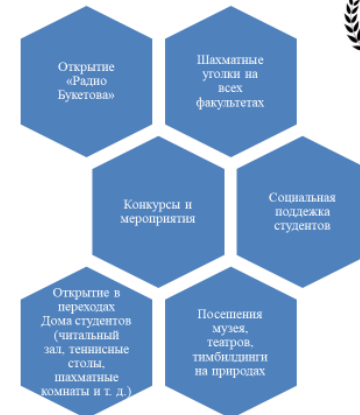 Открытие
«Радио
Букетова»
Шахматные
уголки на
всех
факультетах
Конкурсы и
мероприятия
Социальная
поддежка
студентов
Открытие в
переходах
Дома студентов
(читальный
зал, теннисные
столы,
шахматные
комнаты и т. д.)
Посещения
музея,
театров,
тимбилдинги
на природах